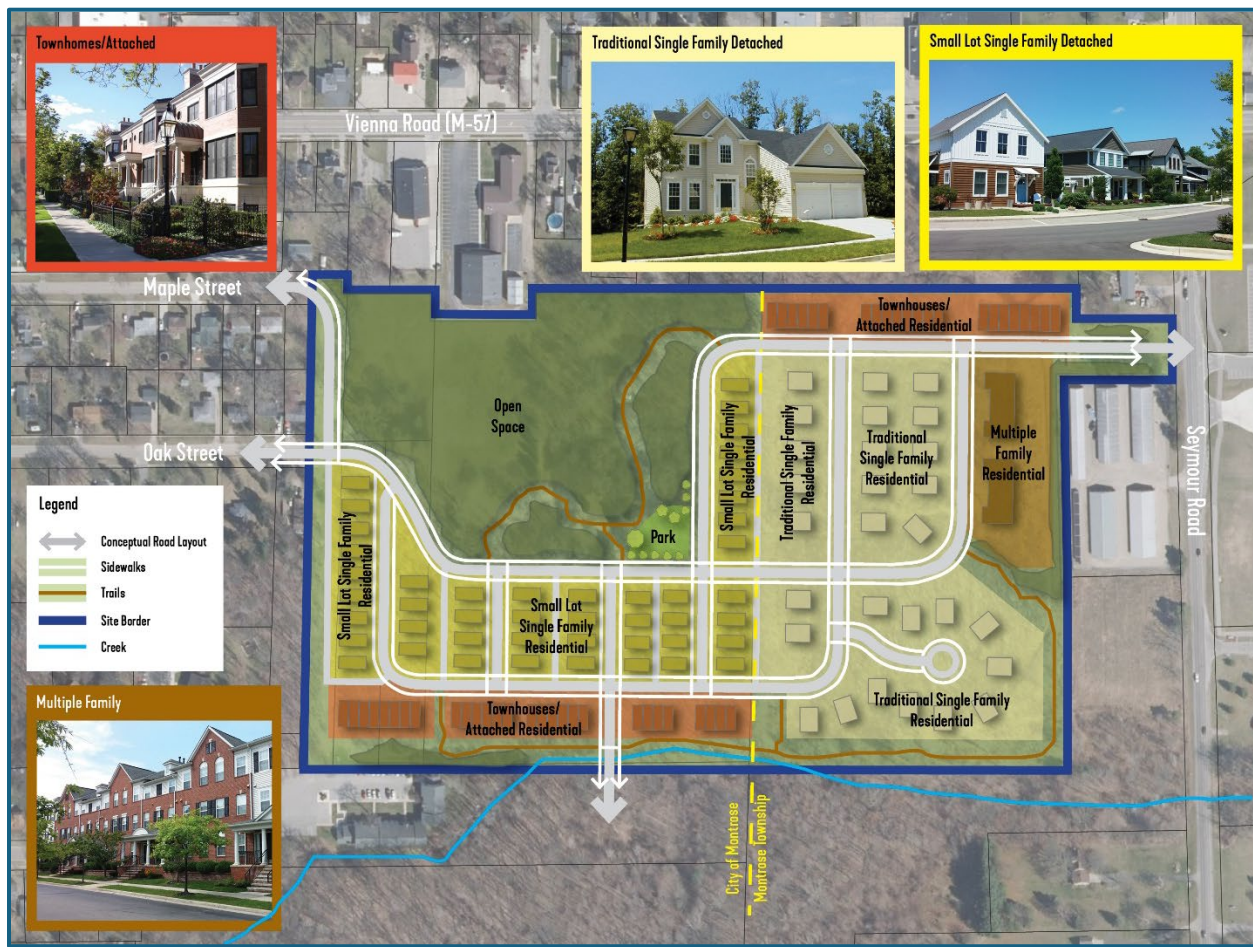 Townhomes/Attached
Traditional Single Family Detached
Small Lot Single Family Detached
Vienna Road (M-57)
Maple Street
Oak Street
Seymour Road
Townhouses/
Attached Residential
Open
Space
Small Lot Single Family
Residential
Traditional Single Family
Residential
Traditional
Single Family
Residential
Multiple
Family
Residential
Park
Small Lot Single Family
Residential
Small Lot
Single Family
Residential
Traditional Single Family
Residential
Townhouses/
Attached Residential
City of Montrose
Montrose Township
Legend
Conceptual Road Layout
Sidewalks
Trails
Site Border
Creek
Multiple Family